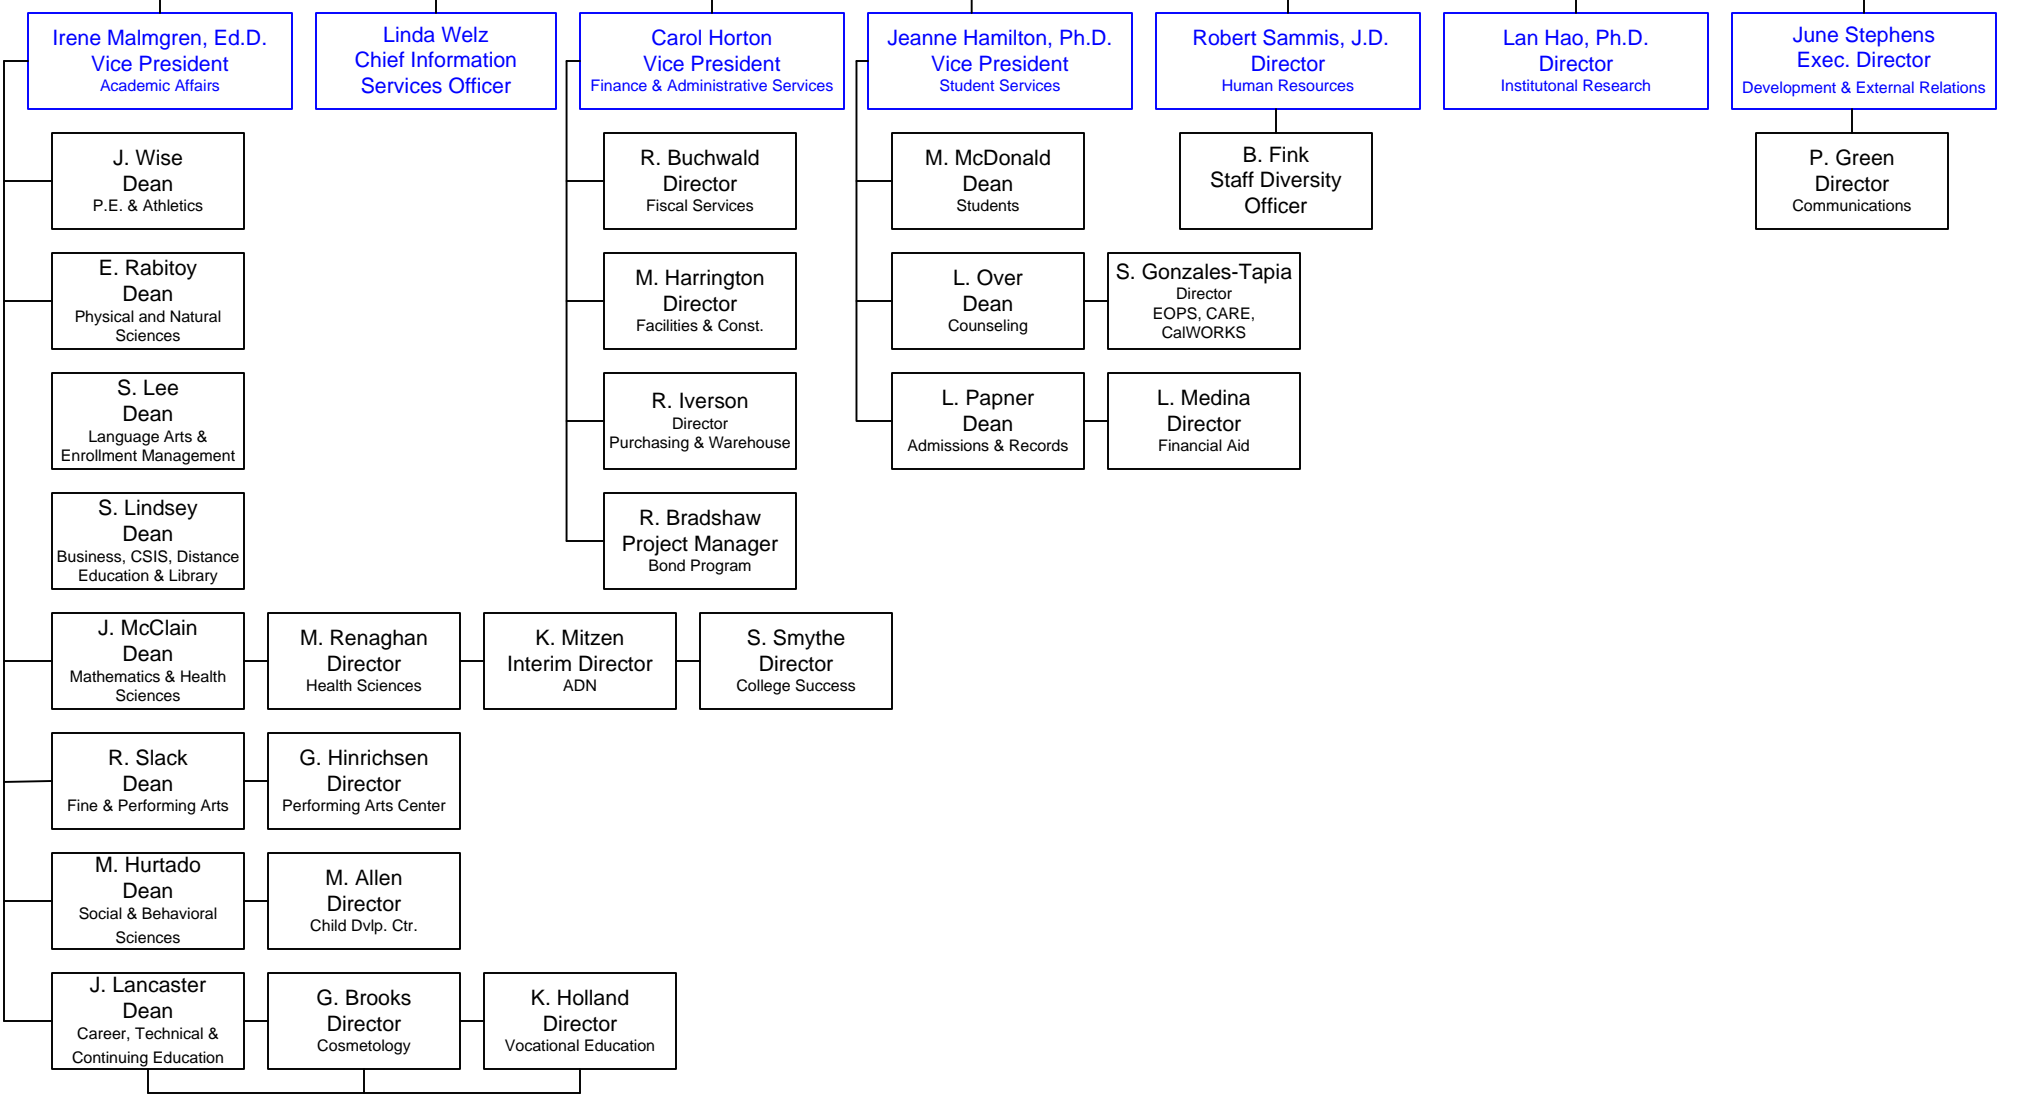 Irene Malmgren, Ed.D.
Vice President
Academic Affairs
Linda Welz
Chief Information
Services Officer
Carol Horton
Vice President
Finance & Administrative Services
Jeanne Hamilton, Ph.D.
Vice President
Student Services
Robert Sammis, J.D.
Director
Human Resources
Lan Hao, Ph.D.
Director
Institutonal Research
June Stephens
Exec. Director
Development & External Relations
J. Wise
Dean
P.E. & Athletics
R. Buchwald
Director
Fiscal Services
M. McDonald
Dean
Students
B. Fink
Staff Diversity
Officer
P. Green
Director
Communications
E. Rabitoy
Dean
Physical and Natural
Sciences
M. Harrington
Director
Facilities & Const.
L. Over
Dean
Counseling
S. Gonzales-Tapia
Director
EOPS, CARE,
CalWORKS
S. Lee
Dean
Language Arts &
Enrollment Management
R. Iverson
Director
Purchasing & Warehouse
L. Papner
Dean
Admissions & Records
L. Medina
Director
Financial Aid
S. Lindsey
Dean
Business, CSIS, Distance
Education & Library
R. Bradshaw
Project Manager
Bond Program
J. McClain
Dean
Mathematics & Health
Sciences
M. Renaghan
Director
Health Sciences
K. Mitzen
Interim Director
ADN
S. Smythe
Director
College Success
R. Slack
Dean
Fine & Performing Arts
G. Hinrichsen
Director
Performing Arts Center
M. Hurtado
Dean
Social & Behavioral
Sciences
M. Allen
Director
Child Dvlp. Ctr.
J. Lancaster
Dean
Career, Technical &
Continuing Education
G. Brooks
Director
Cosmetology
K. Holland
Director
Vocational Education